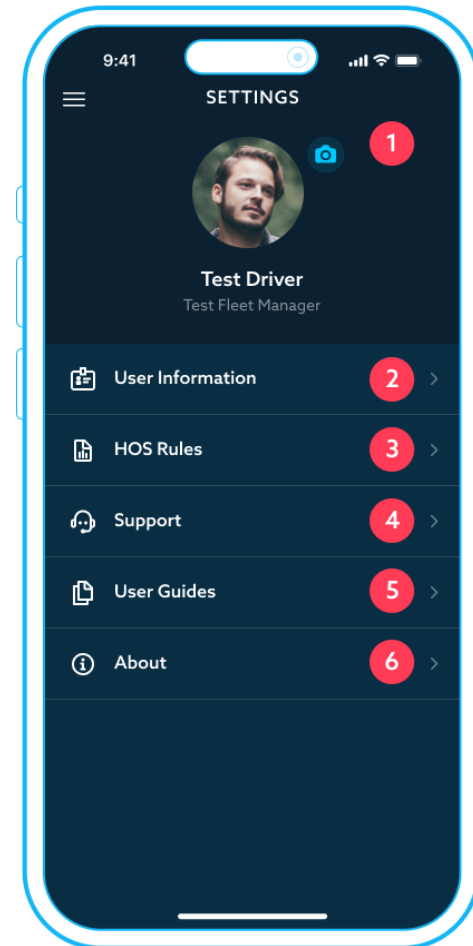 9:41
SETTINGS
1
Test Driver
Test Fleet Manager
User Information 2
HOS Rules 3
Support 4
User Guides 5
About 6